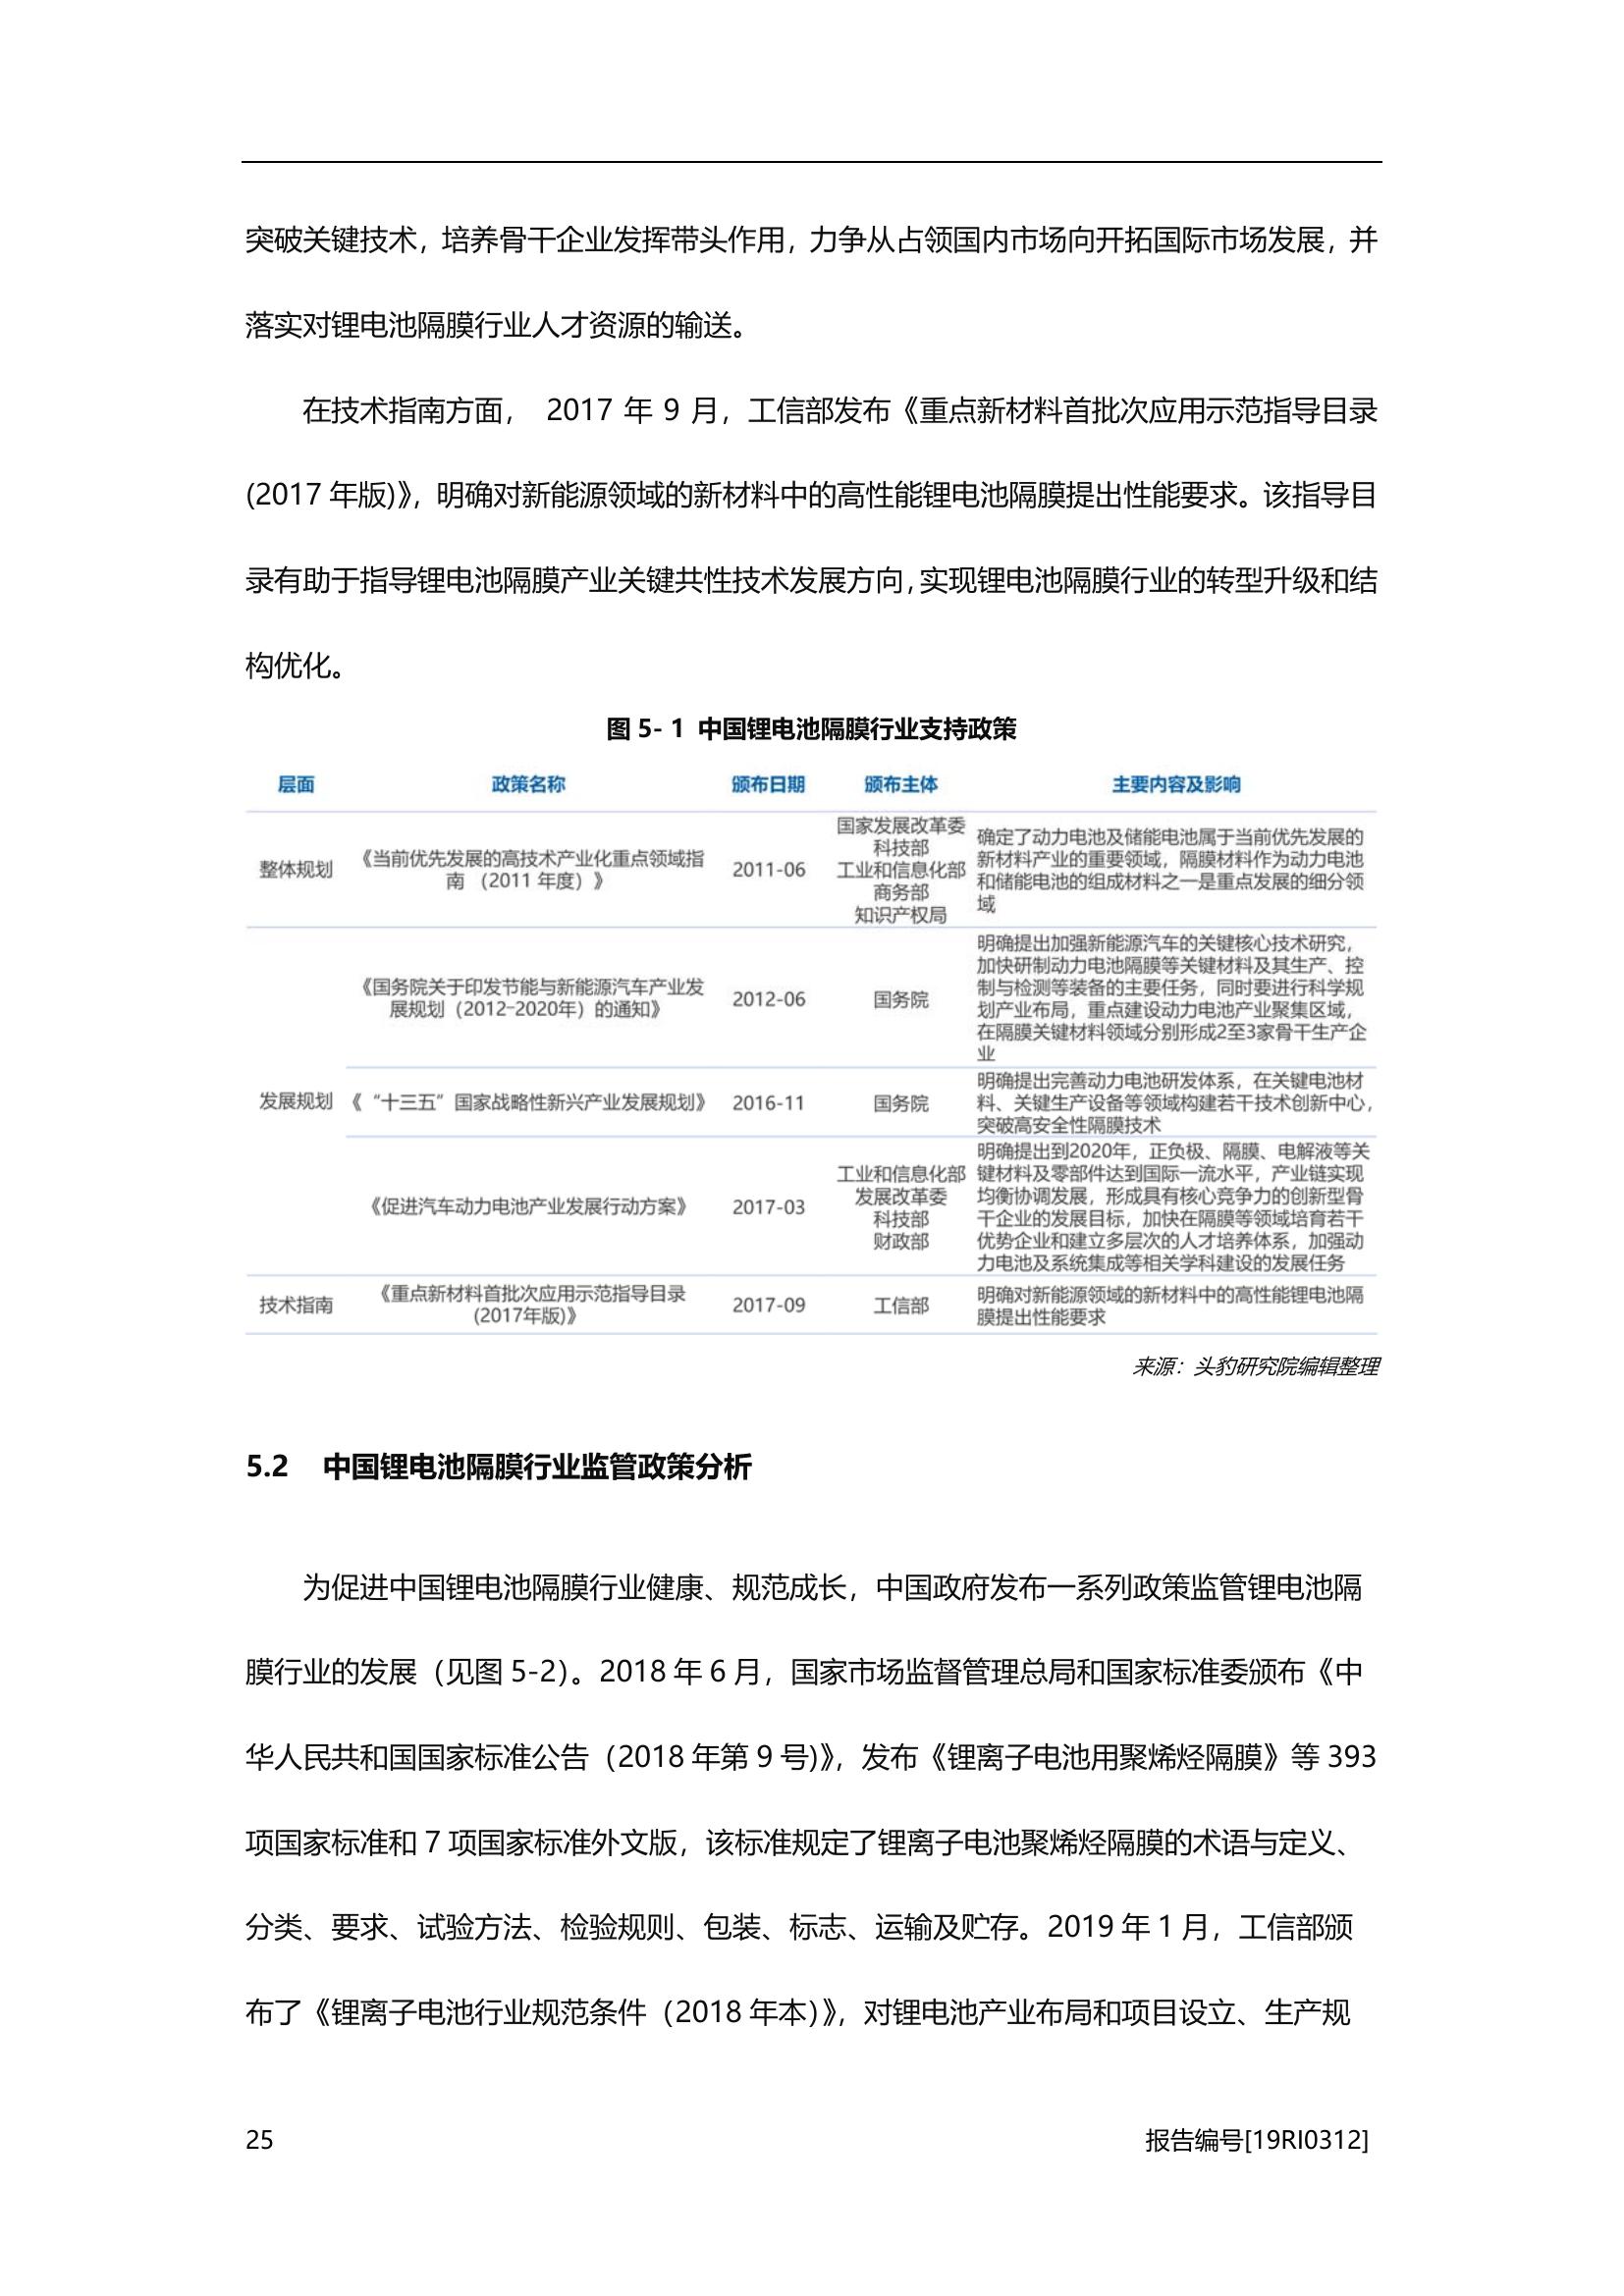 突破关键技术，培养骨干企业发挥带头作用，力争从占领国内市场向开拓国际市场发展，并
落实对锂电池隔膜行业人才资源的输送。
在技术指南方面， 2017 年 9 月，工信部发布《重点新材料首批次应用示范指导目录
(2017 年版)》，明确对新能源领域的新材料中的高性能锂电池隔膜提出性能要求。该指导目
录有助于指导锂电池隔膜产业关键共性技术发展方向，实现锂电池隔膜行业的转型升级和结
构优化。
图 5- 1 中国锂电池隔膜行业支持政策
层面 政策名称 颁布日期 颁布主体 主要内容及影响
整体规划
《当前优先发展的高技术产业化重点领域指
南 （2011 年度）》
2011-06
国家发展改革委
科技部
工业和信息化部
商务部
知识产权局
确定了动力电池及储能电池属于当前优先发展的
新材料产业的重要领域，隔膜材料作为动力电池
和储能电池的组成材料之一是重点发展的细分领
域
发展规划
《国务院关于印发节能与新能源汽车产业发
展规划（2012-2020年）的通知》
2012-06
国务院
明确提出加强新能源汽车的关键核心技术研究，
加快研制动力电池隔膜等关键材料及其生产、控
制与检测等装备的主要任务，同时要进行科学规
划产业布局，重点建设动力电池产业聚集区域，
在隔膜关键材料领域分别形成2至3家骨干生产企
业
《“十三五”国家战略性新兴产业发展规划》
2016-11
国务院
明确提出完善动力电池研发体系，在关键电池材
料、关键生产设备等领域构建若干技术创新中心，
突破高安全性隔膜技术
《促进汽车动力电池产业发展行动方案》
2017-03
工业和信息化部
发展改革委
科技部
财政部
明确提出到2020年，正负极、隔膜、电解液等关
键材料及零部件达到国际一流水平，产业链实现
均衡协调发展，形成具有核心竞争力的创新型骨
干企业的发展目标，加快在隔膜等领域培育若干
优势企业和建立多层次的人才培养体系，加强动
力电池及系统集成等相关学科建设的发展任务
技术指南
《重点新材料首批次应用示范指导目录
(2017年版)》
2017-09
工信部
明确对新能源领域的新材料中的高性能锂电池隔
膜提出性能要求
来源：头豹研究院编辑整理
5.2 中国锂电池隔膜行业监管政策分析
为促进中国锂电池隔膜行业健康、规范成长，中国政府发布一系列政策监管锂电池隔
膜行业的发展（见图 5-2）。2018 年 6 月，国家市场监督管理总局和国家标准委颁布《中
华人民共和国国家标准公告（2018 年第 9 号)》，发布《锂离子电池用聚烯烃隔膜》等 393
项国家标准和 7 项国家标准外文版，该标准规定了锂离子电池聚烯烃隔膜的术语与定义、
分类、要求、试验方法、检验规则、包装、标志、运输及贮存。2019 年 1 月，工信部颁
布了《锂离子电池行业规范条件（2018 年本）》，对锂电池产业布局和项目设立、生产规
25 报告编号[19RI0312]